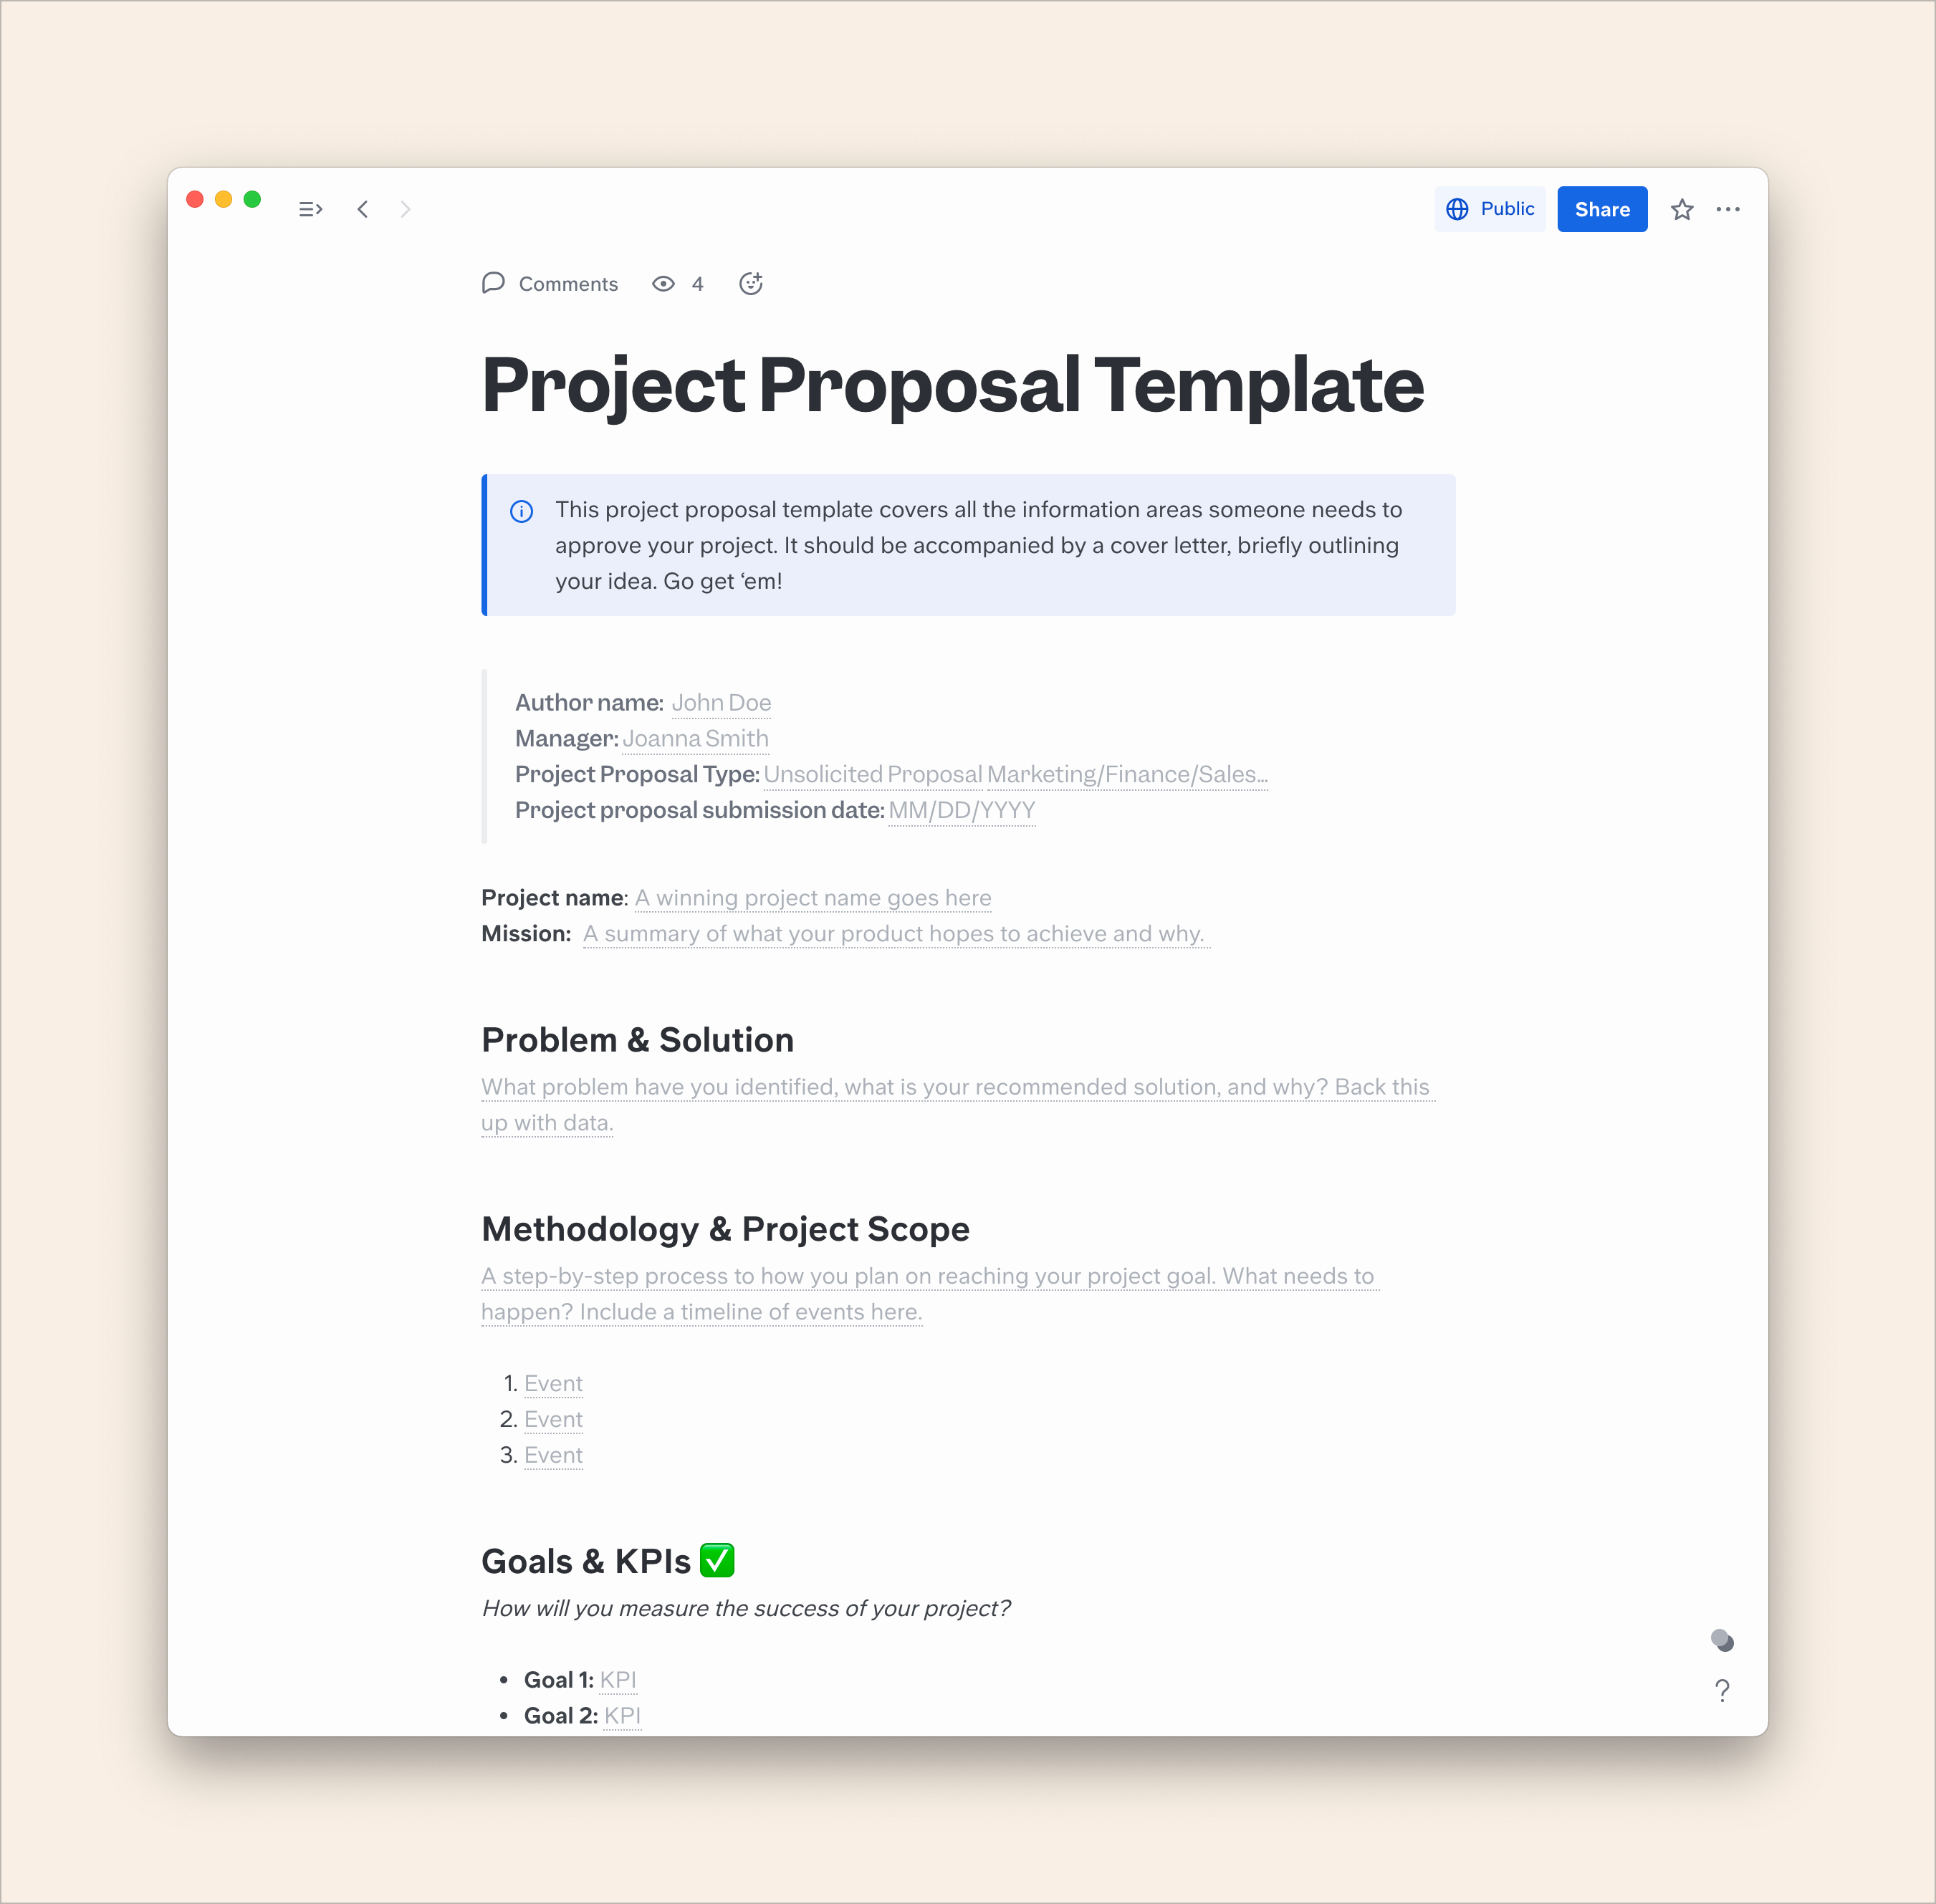 Public
Share
Comments
4
Project Proposal Template
This project proposal template covers all the information areas someone needs to
approve your project. It should be accompanied by a cover letter, briefly outlining
your idea. Go get ‘em!
Author name: John Doe
Manager: Joanna Smith
Project Proposal Type: Unsolicited Proposal Marketing/Finance/Sales...
Project proposal submission date: MM/DD/YYYY
Project name: A winning project name goes here
Mission: A summary of what your product hopes to achieve and why.
Problem & Solution
What problem have you identified, what is your recommended solution, and why? Back this
up with data.
Methodology & Project Scope
A step-by-step process to how you plan on reaching your project goal. What needs to
happen? Include a timeline of events here.
1. Event
2. Event
3. Event
Goals & KPIs ✅
How will you measure the success of your project?
• Goal 1: KPI
• Goal 2: KPI
?